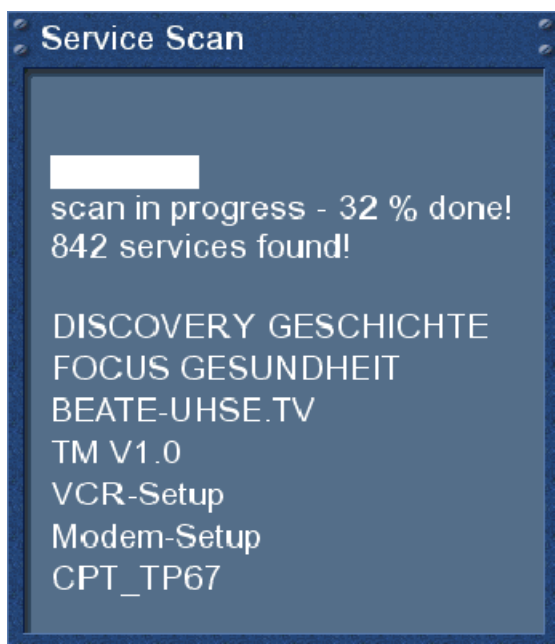 Service Scan
scan in progress - 32 % done!
842 services found!
DISCOVERY GESCHICHTE
FOCUS GESUNDHEIT
BEATE-UHSE.TV
TM V1.0
VCR-Setup
Modem-Setup
CPT_TP67